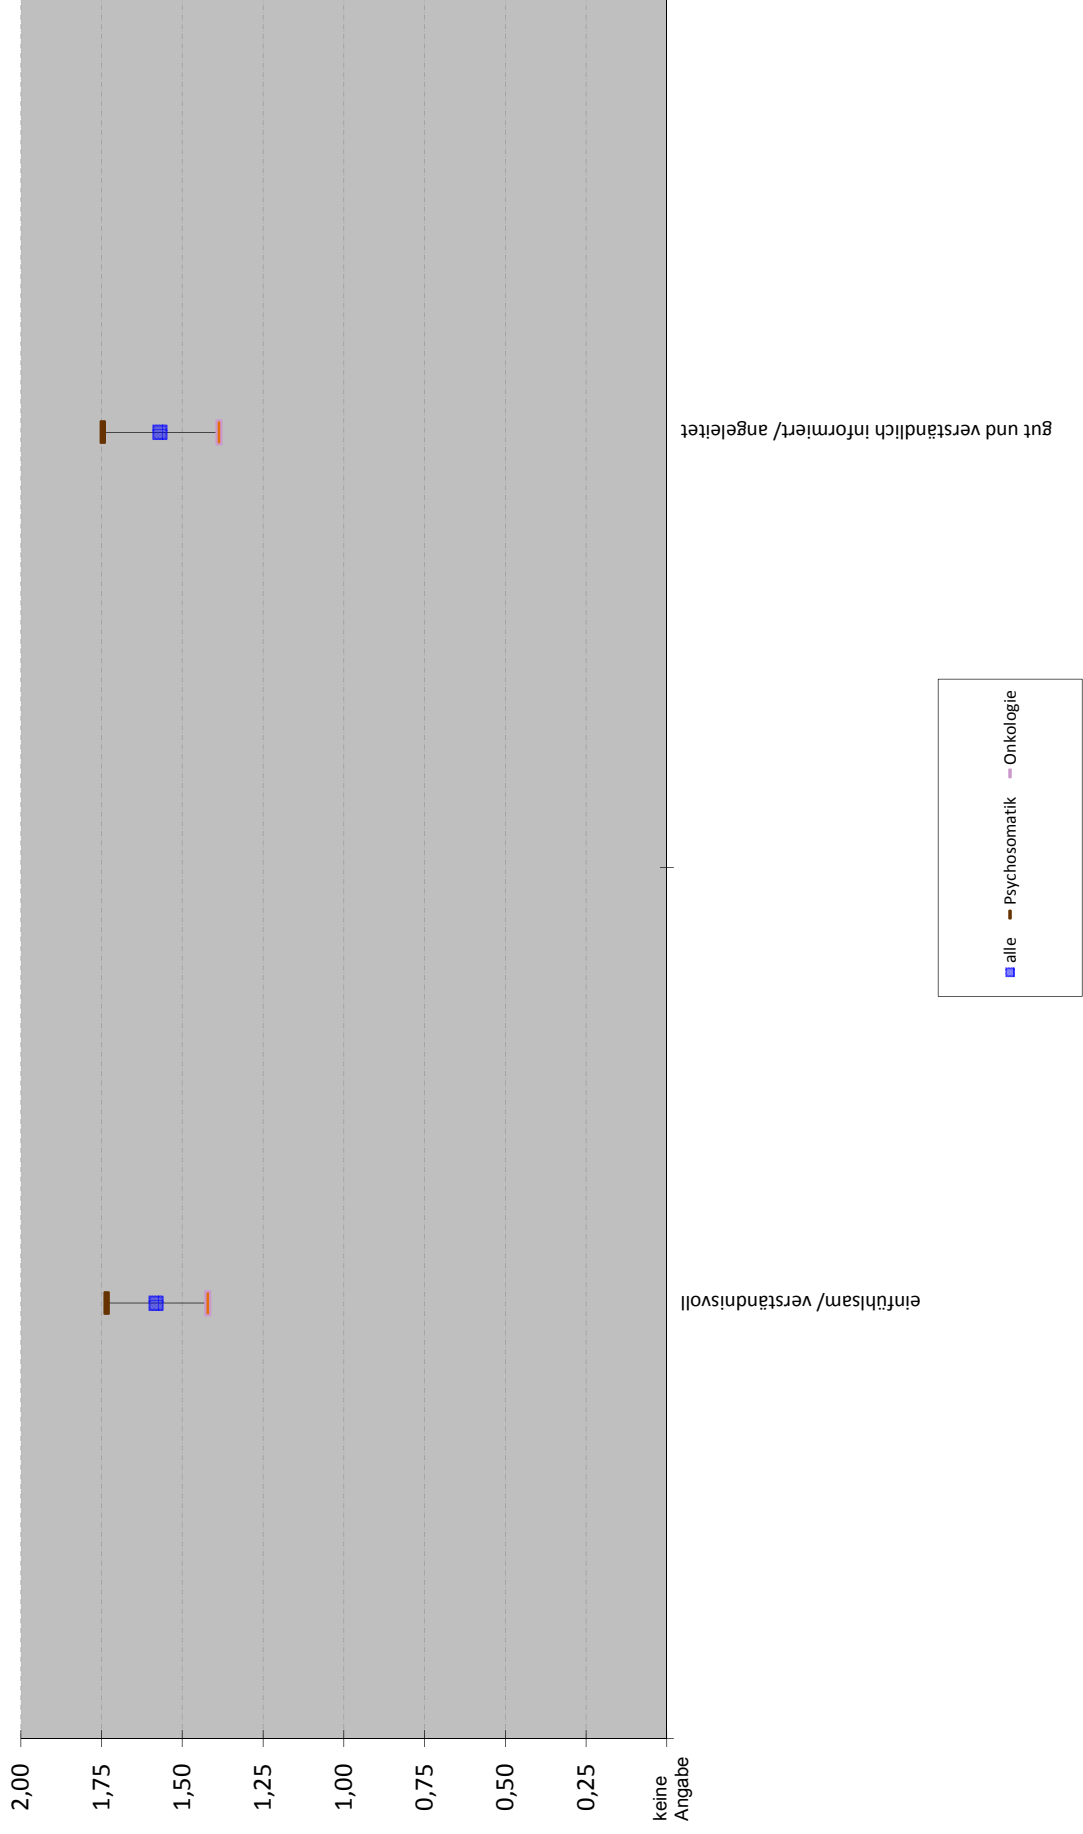 2,00
1,75
1,50
1,25
1,00
0,75
0,50
0,25
keine
Angabe
einfühlsam/ verständnisvoll
gut und verständlich informiert/ angeleitet
alle
Psychosomatik
Onkologie